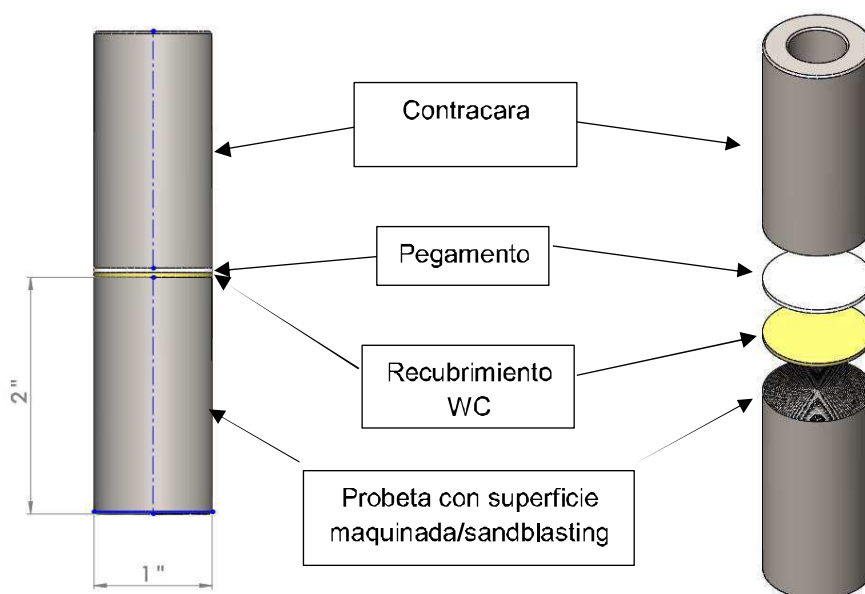 Contracara
Pegamento
Recubrimiento
WC
Probeta con superficie
maquinada/sandblasting
2"
1"